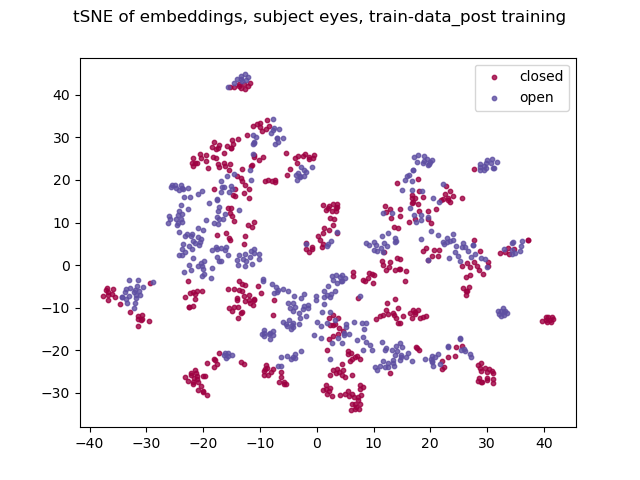 tSNE of embeddings, subject eyes, train-data_post training
closed
open
40
30
20
10
0
−10
−20
−30
−40 −30 −20 −10 0 10 20 30 40